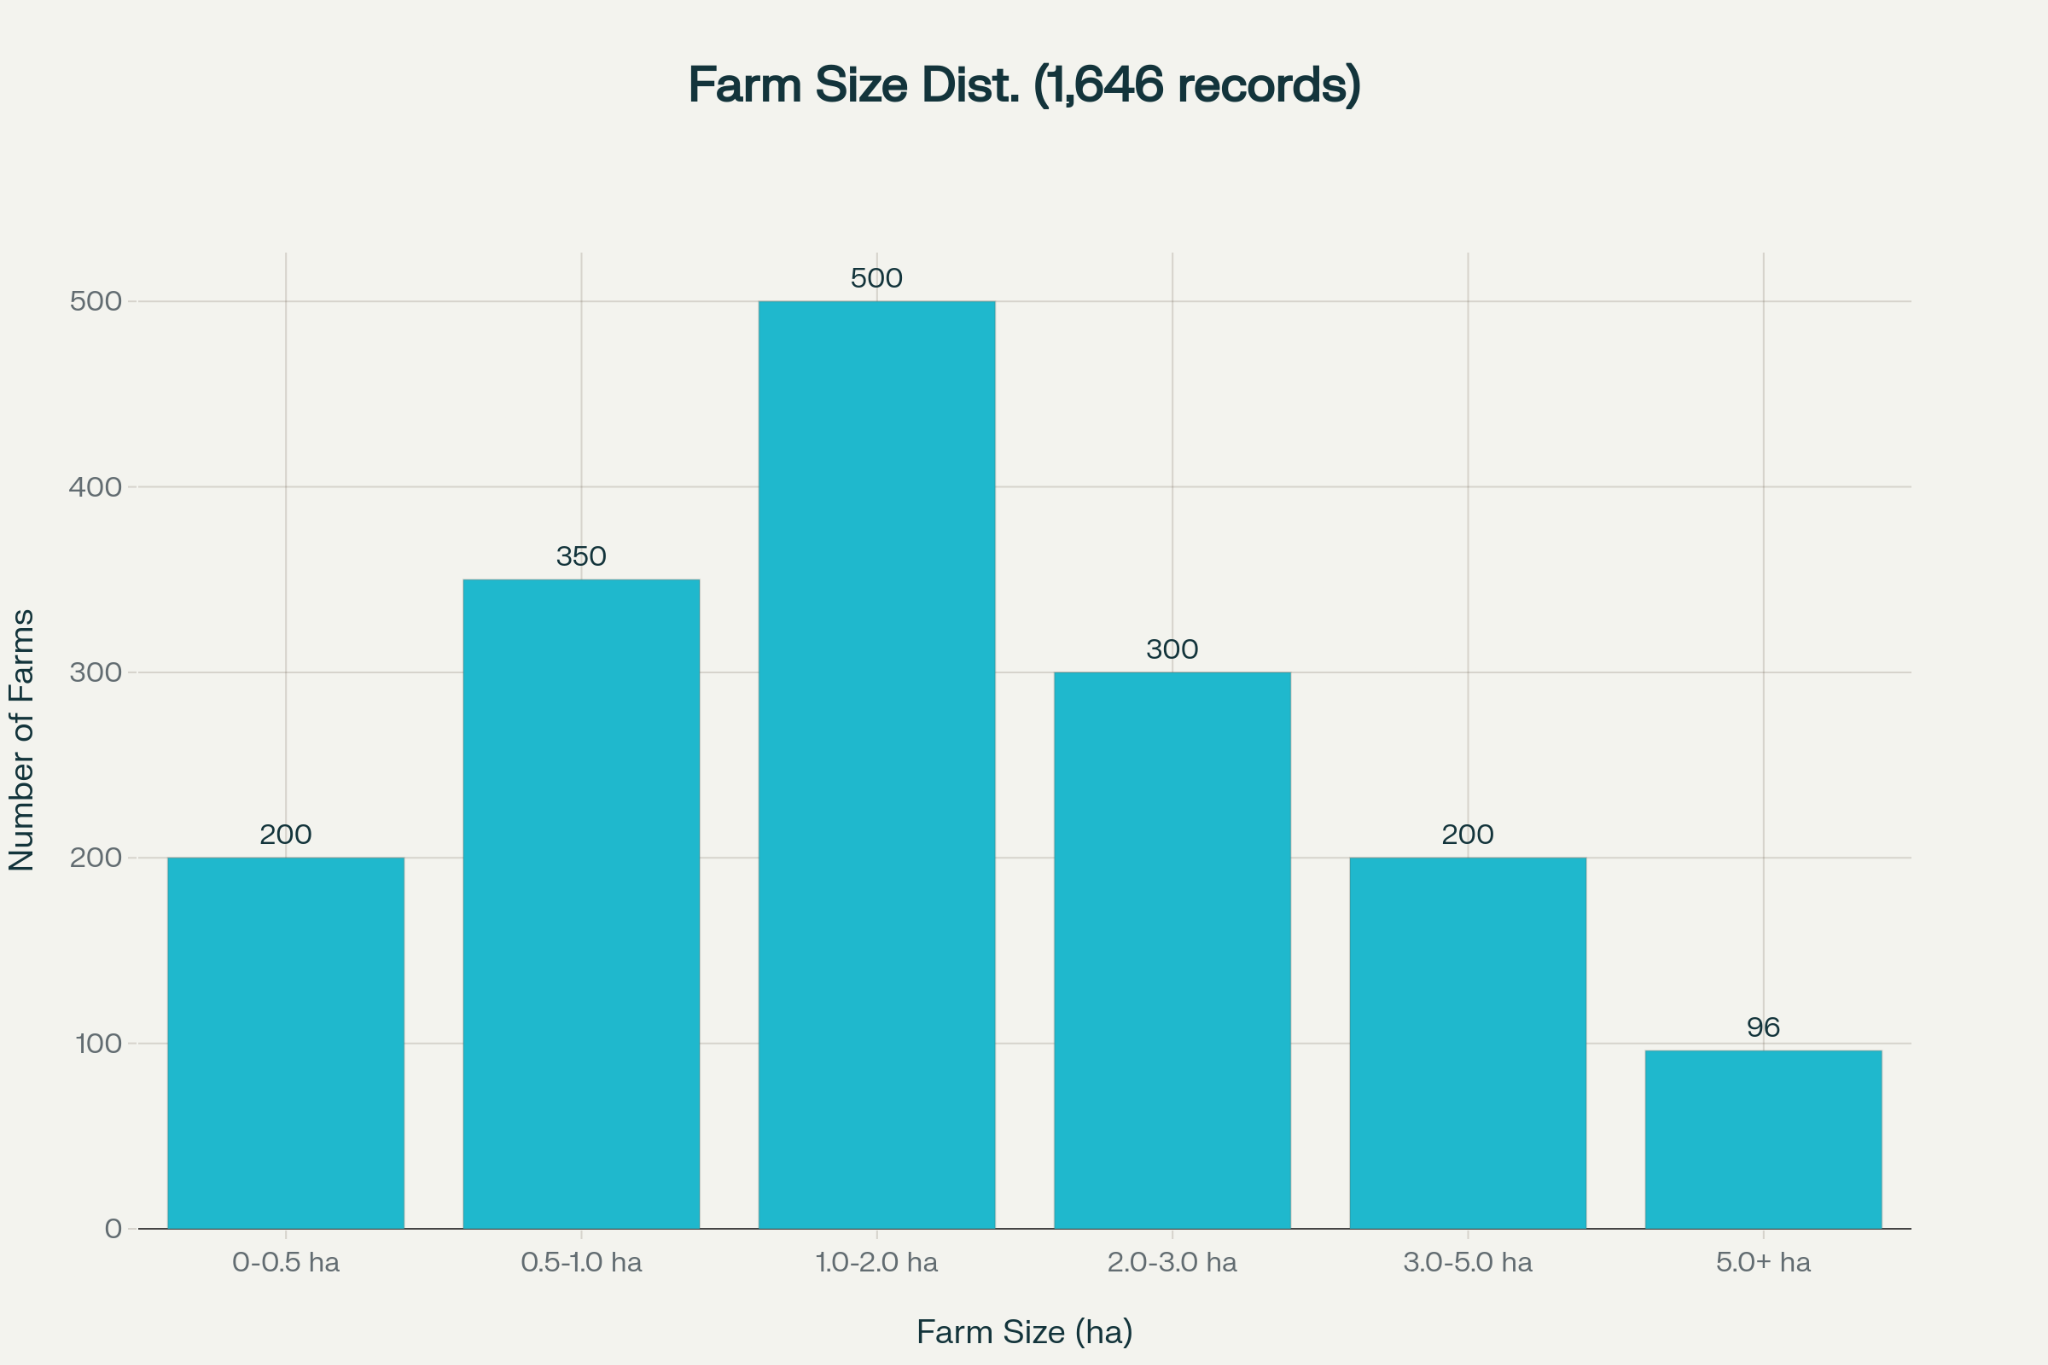 Farm Size Dist. (1,646 records)
Number of Farms
500
400
300
200
100
0
200
350
500
300
200
96
0-0.5 ha
0.5-1.0 ha
1.0-2.0 ha
2.0-3.0 ha
3.0-5.0 ha
5.0+ ha
Farm Size (ha)